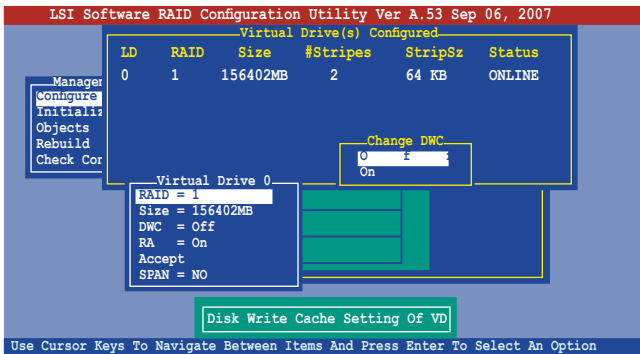 LSI Software RAID Configuration Utility Ver A.53 Sep 06, 2007
Virtual Drive(s) Configured
LD RAID Size #Stripes StripSz Status
0 1 156402MB 2 64 KB ONLINE
Manager
Configure
Initializ
Objects
Rebuild
Check Con
Change DWC
O f f
On
Virtual Drive 0
RAID = 1
Size = 156402MB
DWC = Off
RA = On
Accept
SPAN = NO
Disk Write Cache Setting Of VD
Use Cursor Keys To Navigate Between Items And Press Enter To Select An Option